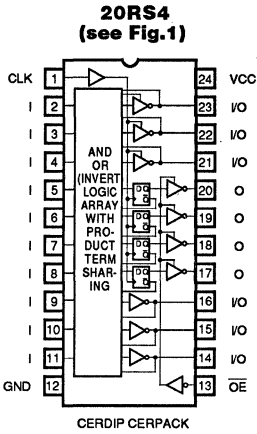 20RS4
(see Fig.1)
CLK 1 24 VCC
I 2 23 I/O
I 3 22 I/O
I 4 21 I/O
I 5 20 O
I 6 19 O
I 7 18 O
I 8 17 O
I 9 16 I/O
I 10 15 I/O
I 11 14 I/O
GND 12 13 OE
AND
OR
(INVERT
LOGIC
ARRAY
WITH
PRO-
DUCT
TERM
SHAR-
ING
CERDIP CERPACK